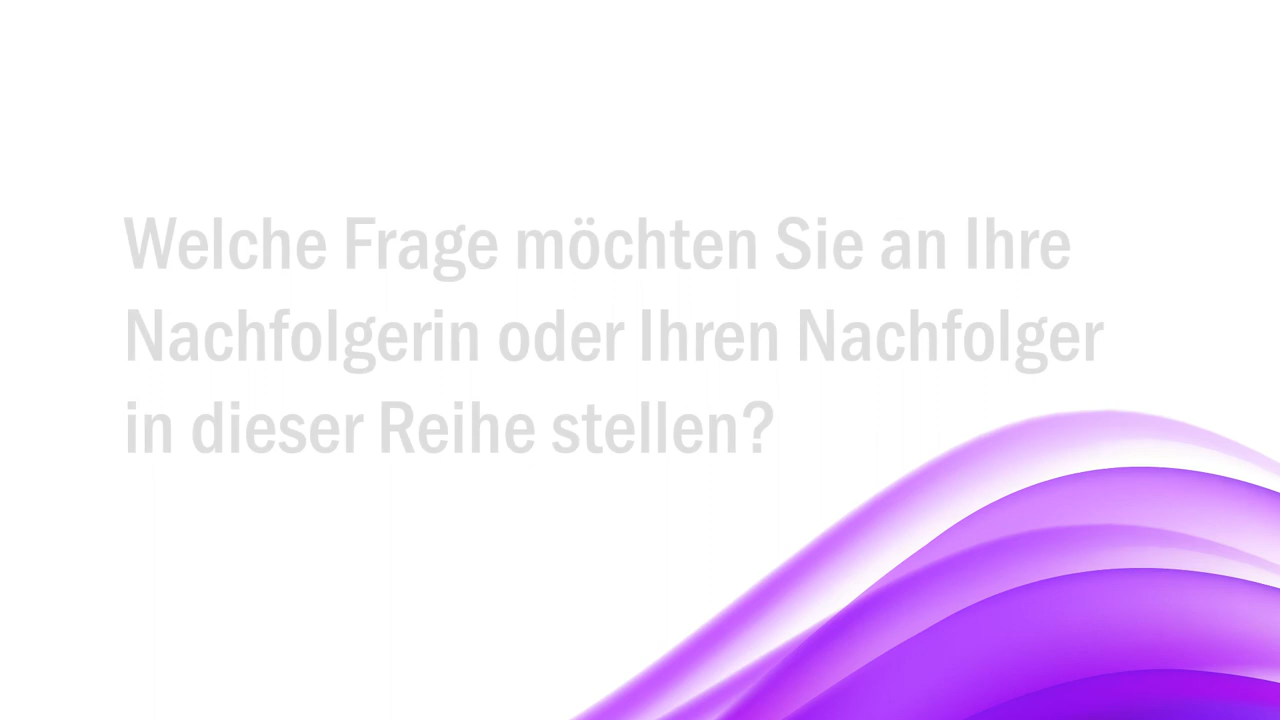 Welche Frage möchten Sie an Ihre
Nachfolgerin oder Ihren Nachfolger
in dieser Reihe stellen?